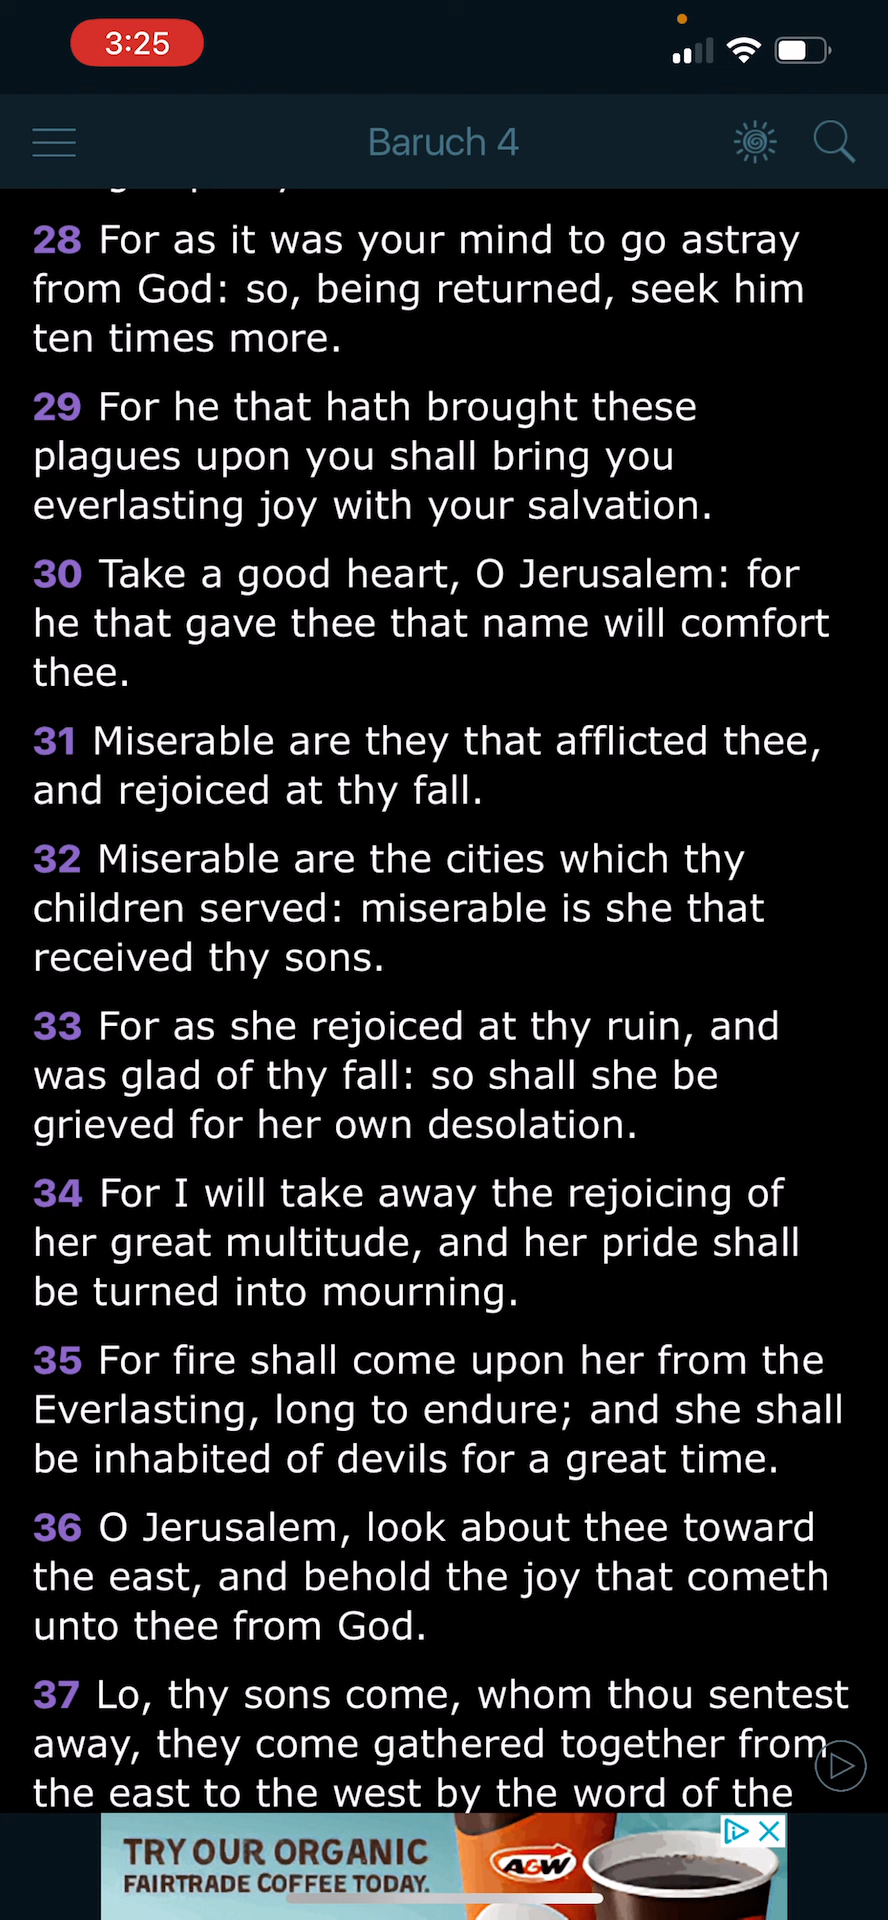 3:25
Baruch 4
28 For as it was your mind to go astray
from God: so, being returned, seek him
ten times more.
29 For he that hath brought these
plagues upon you shall bring you
everlasting joy with your salvation.
30 Take a good heart, O Jerusalem: for
he that gave thee that name will comfort
thee.
31 Miserable are they that afflicted thee,
and rejoiced at thy fall.
32 Miserable are the cities which thy
children served: miserable is she that
received thy sons.
33 For as she rejoiced at thy ruin, and
was glad of thy fall: so shall she be
grieved for her own desolation.
34 For I will take away the rejoicing of
her great multitude, and her pride shall
be turned into mourning.
35 For fire shall come upon her from the
Everlasting, long to endure; and she shall
be inhabited of devils for a great time.
36 O Jerusalem, look about thee toward
the east, and behold the joy that cometh
unto thee from God.
37 Lo, thy sons come, whom thou sentest
away, they come gathered together from
the east to the west by the word of the
TRY OUR ORGANIC
FAIRTRADE COFFEE TODAY.
A&W